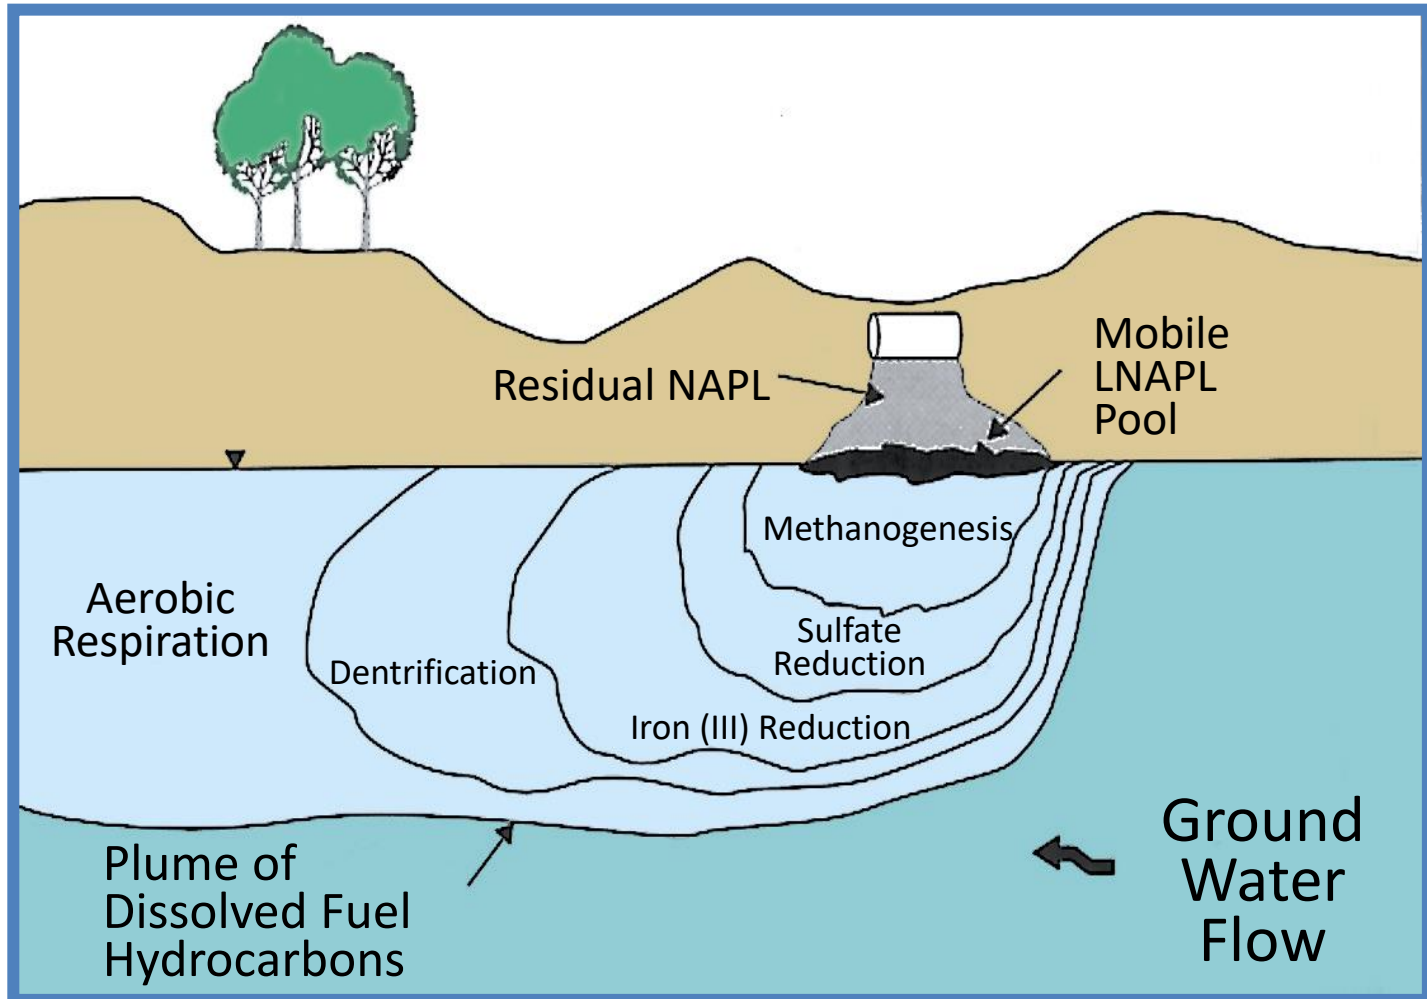 Residual NAPL
Mobile
LNAPL
Pool
Methanogenesis
Aerobic
Respiration
Sulfate
Reduction
Dentrification
Iron (III) Reduction
Plume of
Dissolved Fuel
Hydrocarbons
Ground
Water
Flow